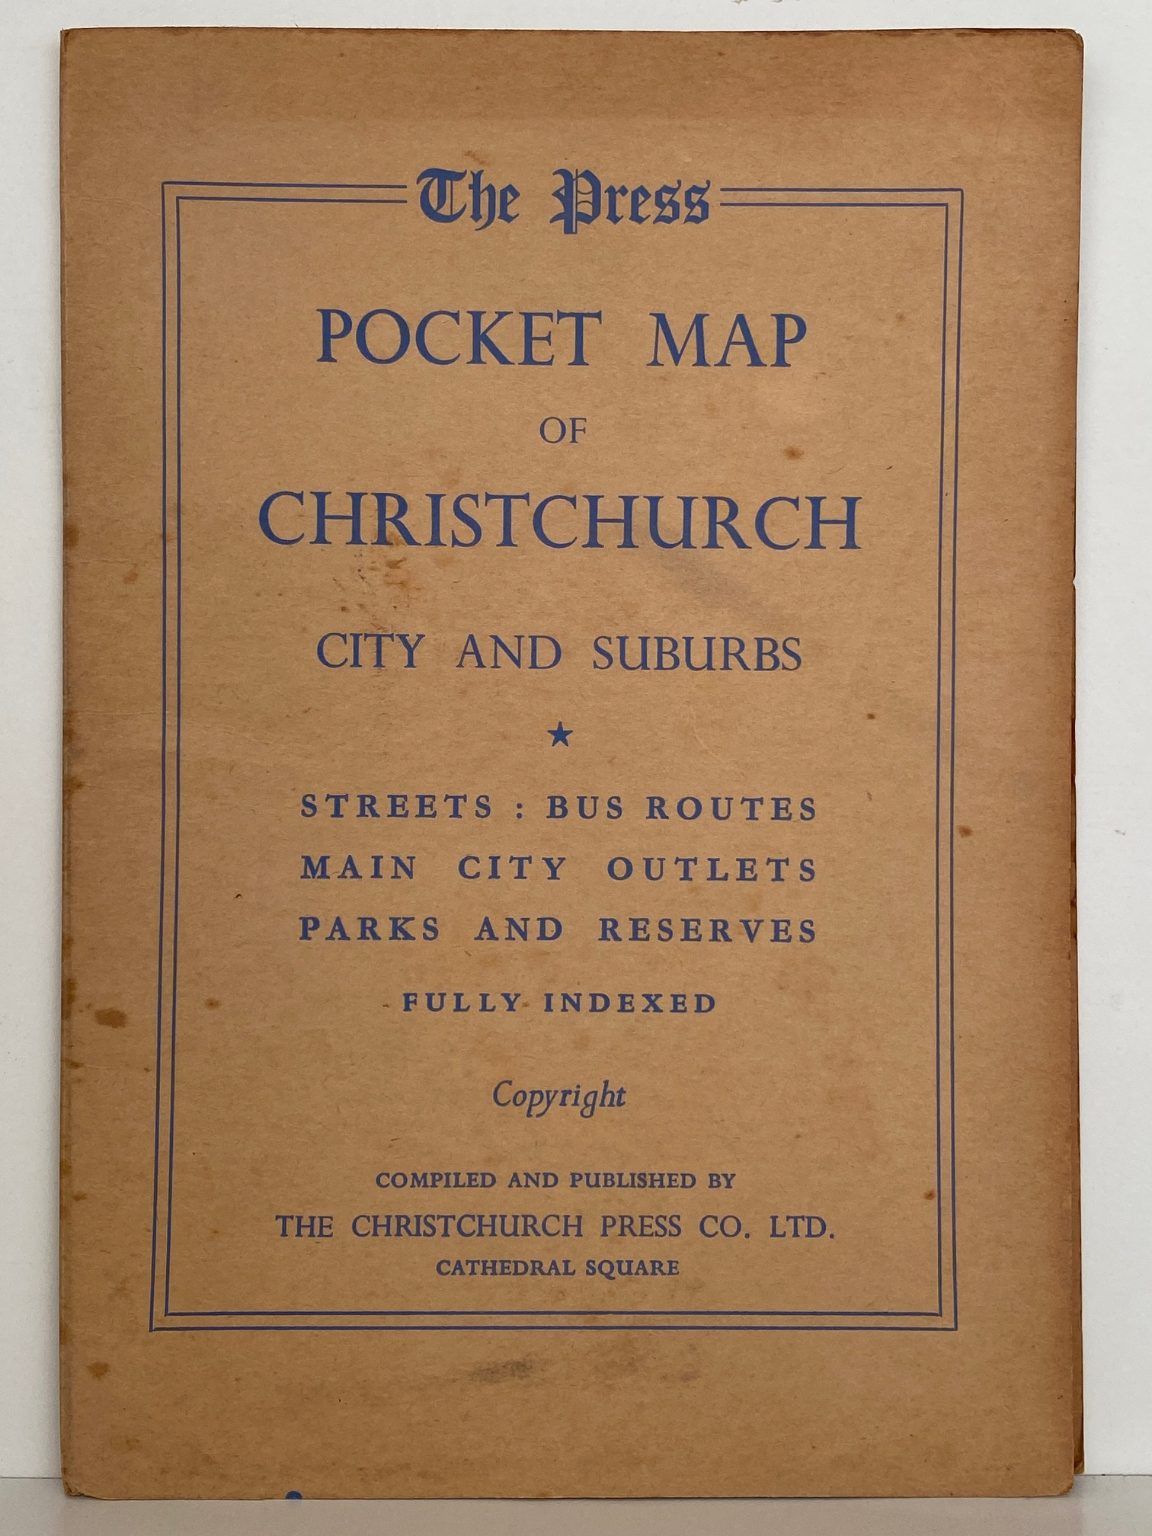 The Press
POCKET MAP
OF
CHRISTCHURCH
CITY AND SUBURBS
STREETS : BUS ROUTES
MAIN CITY OUTLETS
PARKS AND RESERVES
FULLY INDEXED
Copyright
COMPILED AND PUBLISHED BY
THE CHRISTCHURCH PRESS CO. LTD.
CATHEDRAL SQUARE